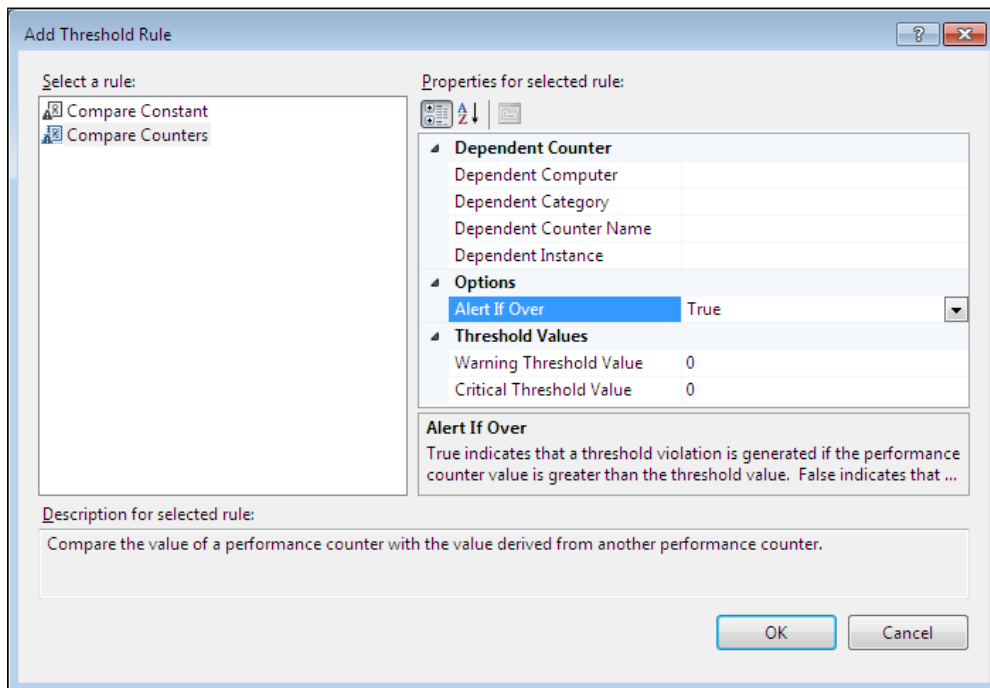 Add Threshold Rule
Select a rule:
Compare Constant
Compare Counters
Properties for selected rule:
Dependent Counter
Dependent Computer
Dependent Category
Dependent Counter Name
Dependent Instance
Options
Alert If Over True
Threshold Values
Warning Threshold Value 0
Critical Threshold Value 0
Alert If Over
True indicates that a threshold violation is generated if the performance
counter value is greater than the threshold value. False indicates that ...
Description for selected rule:
Compare the value of a performance counter with the value derived from another performance counter.
OK Cancel